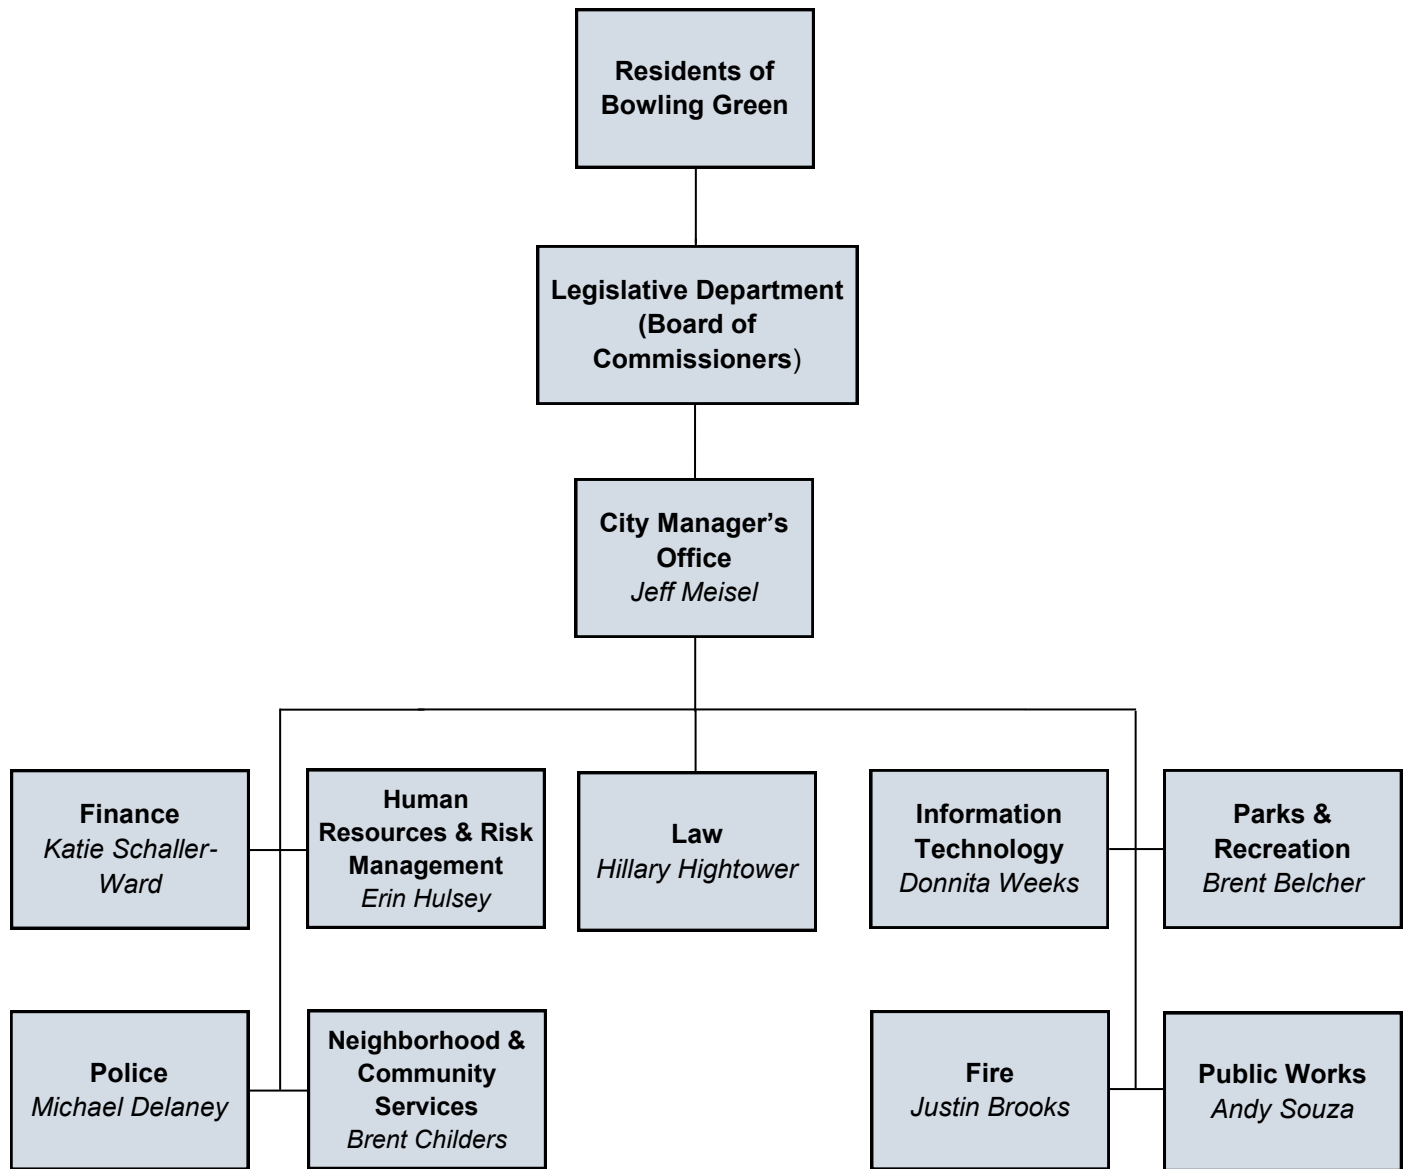 Residents of
Bowling Green
Legislative Department
(Board of
Commissioners)
City Manager’s
Office
Jeff Meisel
Finance
Katie Schaller-
Ward
Human
Resources & Risk
Management
Erin Hulsey
Law
Hillary Hightower
Information
Technology
Donnita Weeks
Parks &
Recreation
Brent Belcher
Police
Michael Delaney
Neighborhood &
Community
Services
Brent Childers
Fire
Justin Brooks
Public Works
Andy Souza